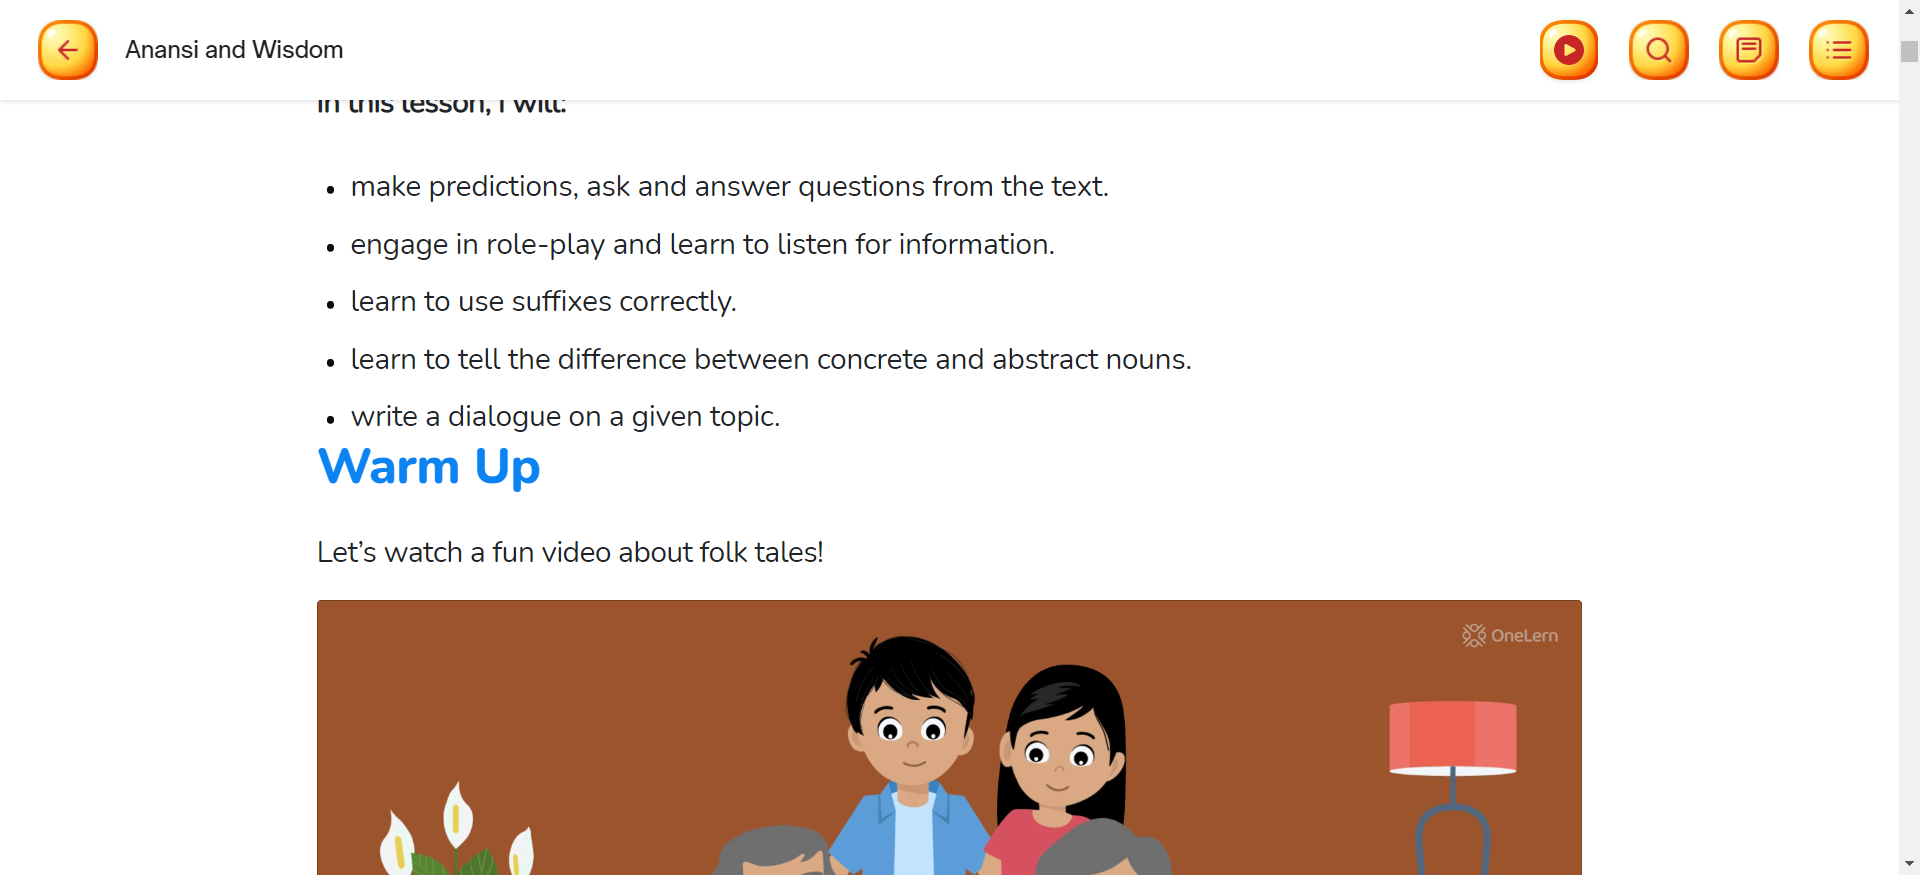 Anansi and Wisdom
In this lesson, I will:
make predictions, ask and answer questions from the text.
engage in role-play and learn to listen for information.
learn to use suffixes correctly.
learn to tell the difference between concrete and abstract nouns.
write a dialogue on a given topic.
Warm Up
Let’s watch a fun video about folk tales!
OneLern